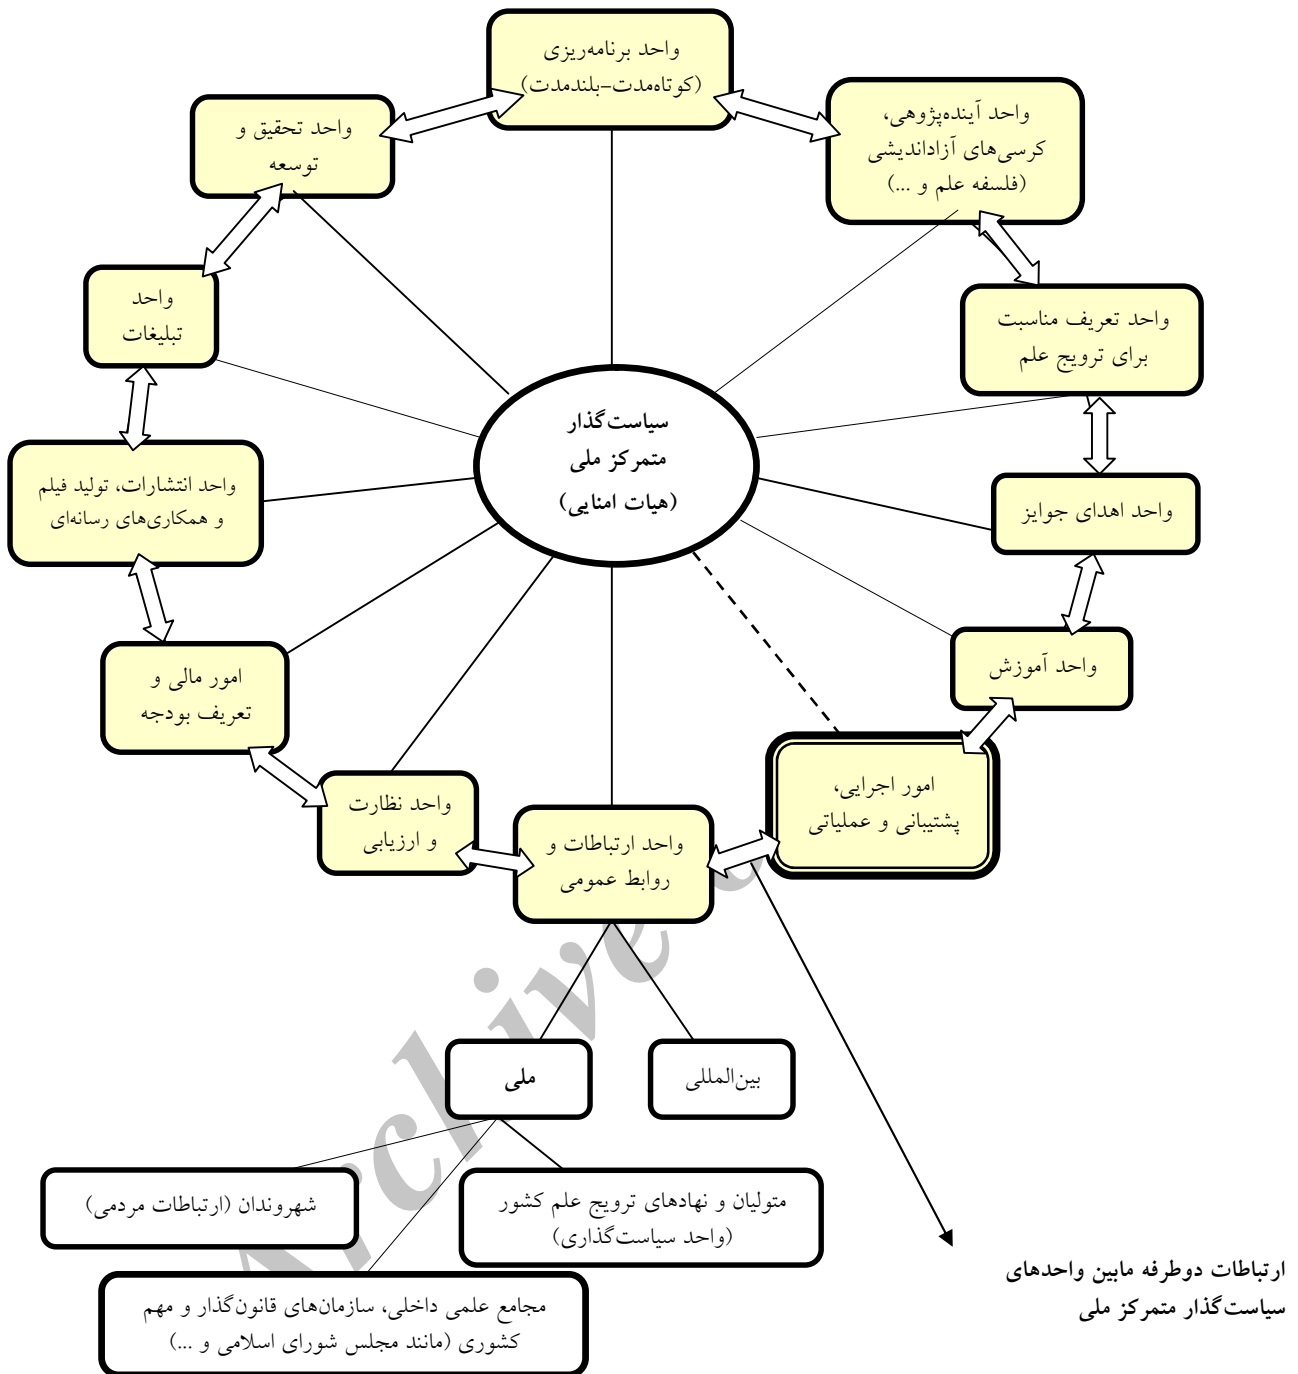 واحد برنامه‌ریزی
(کوتاه‌مدت-بلندمدت)
واحد آینده‌پژوهی،
کرسی‌های آزاداندیشی
(فلسفه علم و ...)
واحد تحقیق و
توسعه
واحد
تبلیغات
واحد تعریف مناسبت
برای ترویج علم
سیاست‌گذار
متمرکز ملی
(هیات امنایی)
واحد انتشارات، تولید فیلم
و همکاری‌های رسانه‌ای
واحد اهدای جوایز
واحد آموزش
امور مالی و
تعریف بودجه
امور اجرایی،
پشتیبانی و عملیاتی
واحد نظارت
و ارزیابی
واحد ارتباطات و
روابط عمومی
بین‌المللی
ملی
متولیان و نهادهای ترویج علم کشور
(واحد سیاست‌گذاری)
شهروندان (ارتباطات مردمی)
مجامع علمی داخلی، سازمان‌های قانون‌گذار و مهم
کشوری (مانند مجلس شورای اسلامی و ...)
ارتباطات دوطرفه مابین واحدهای
سیاست‌گذار متمرکز ملی
Archive